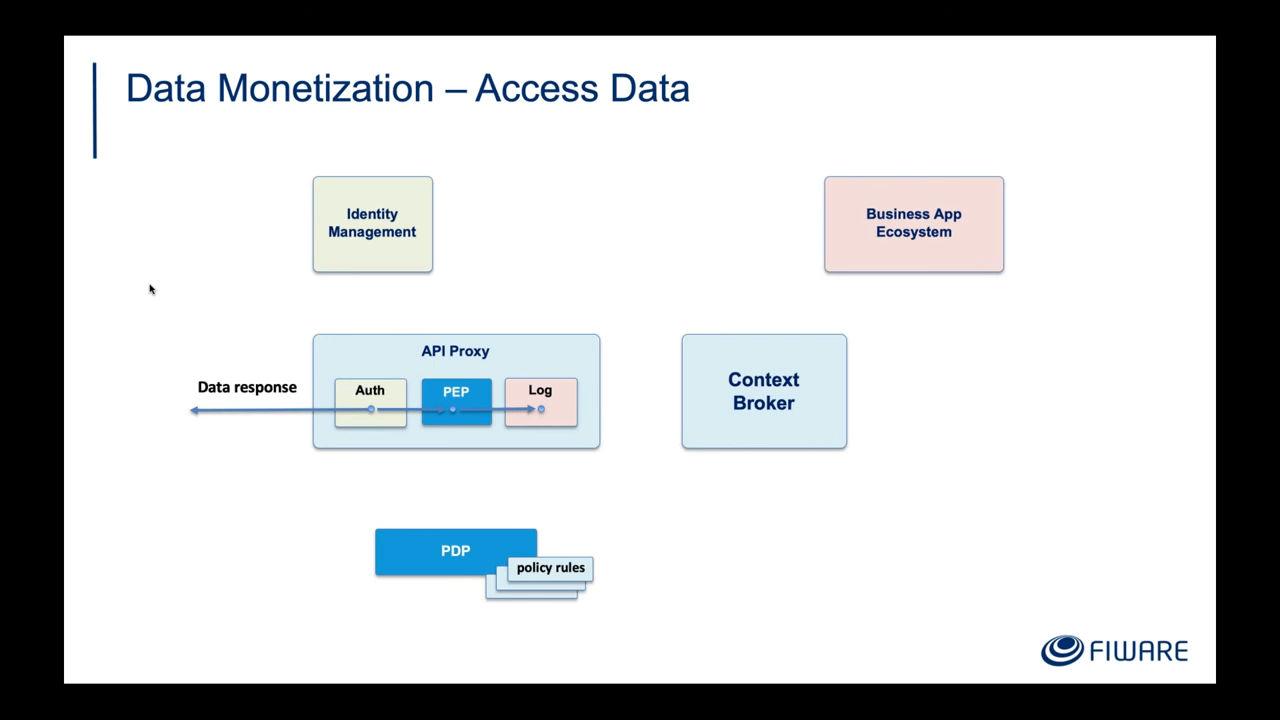 Data Monetization – Access Data
Identity
Management
Business App
Ecosystem
API Proxy
Data response
Auth
PEP
Log
Context
Broker
PDP
policy rules
FIWARE